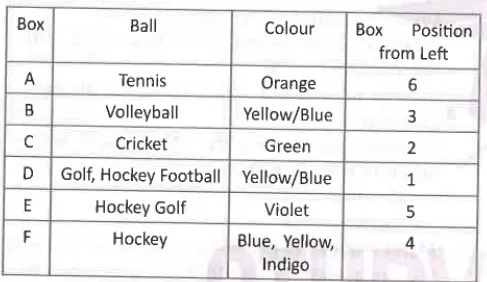 Box Ball Colour Box Position from Left
A Tennis Orange 6
B Volleyball Yellow/Blue 3
C Cricket Green 2
D Golf, Hockey Football Yellow/Blue 1
E Hockey Golf Violet 5
F Hockey Blue, Yellow, Indigo 4